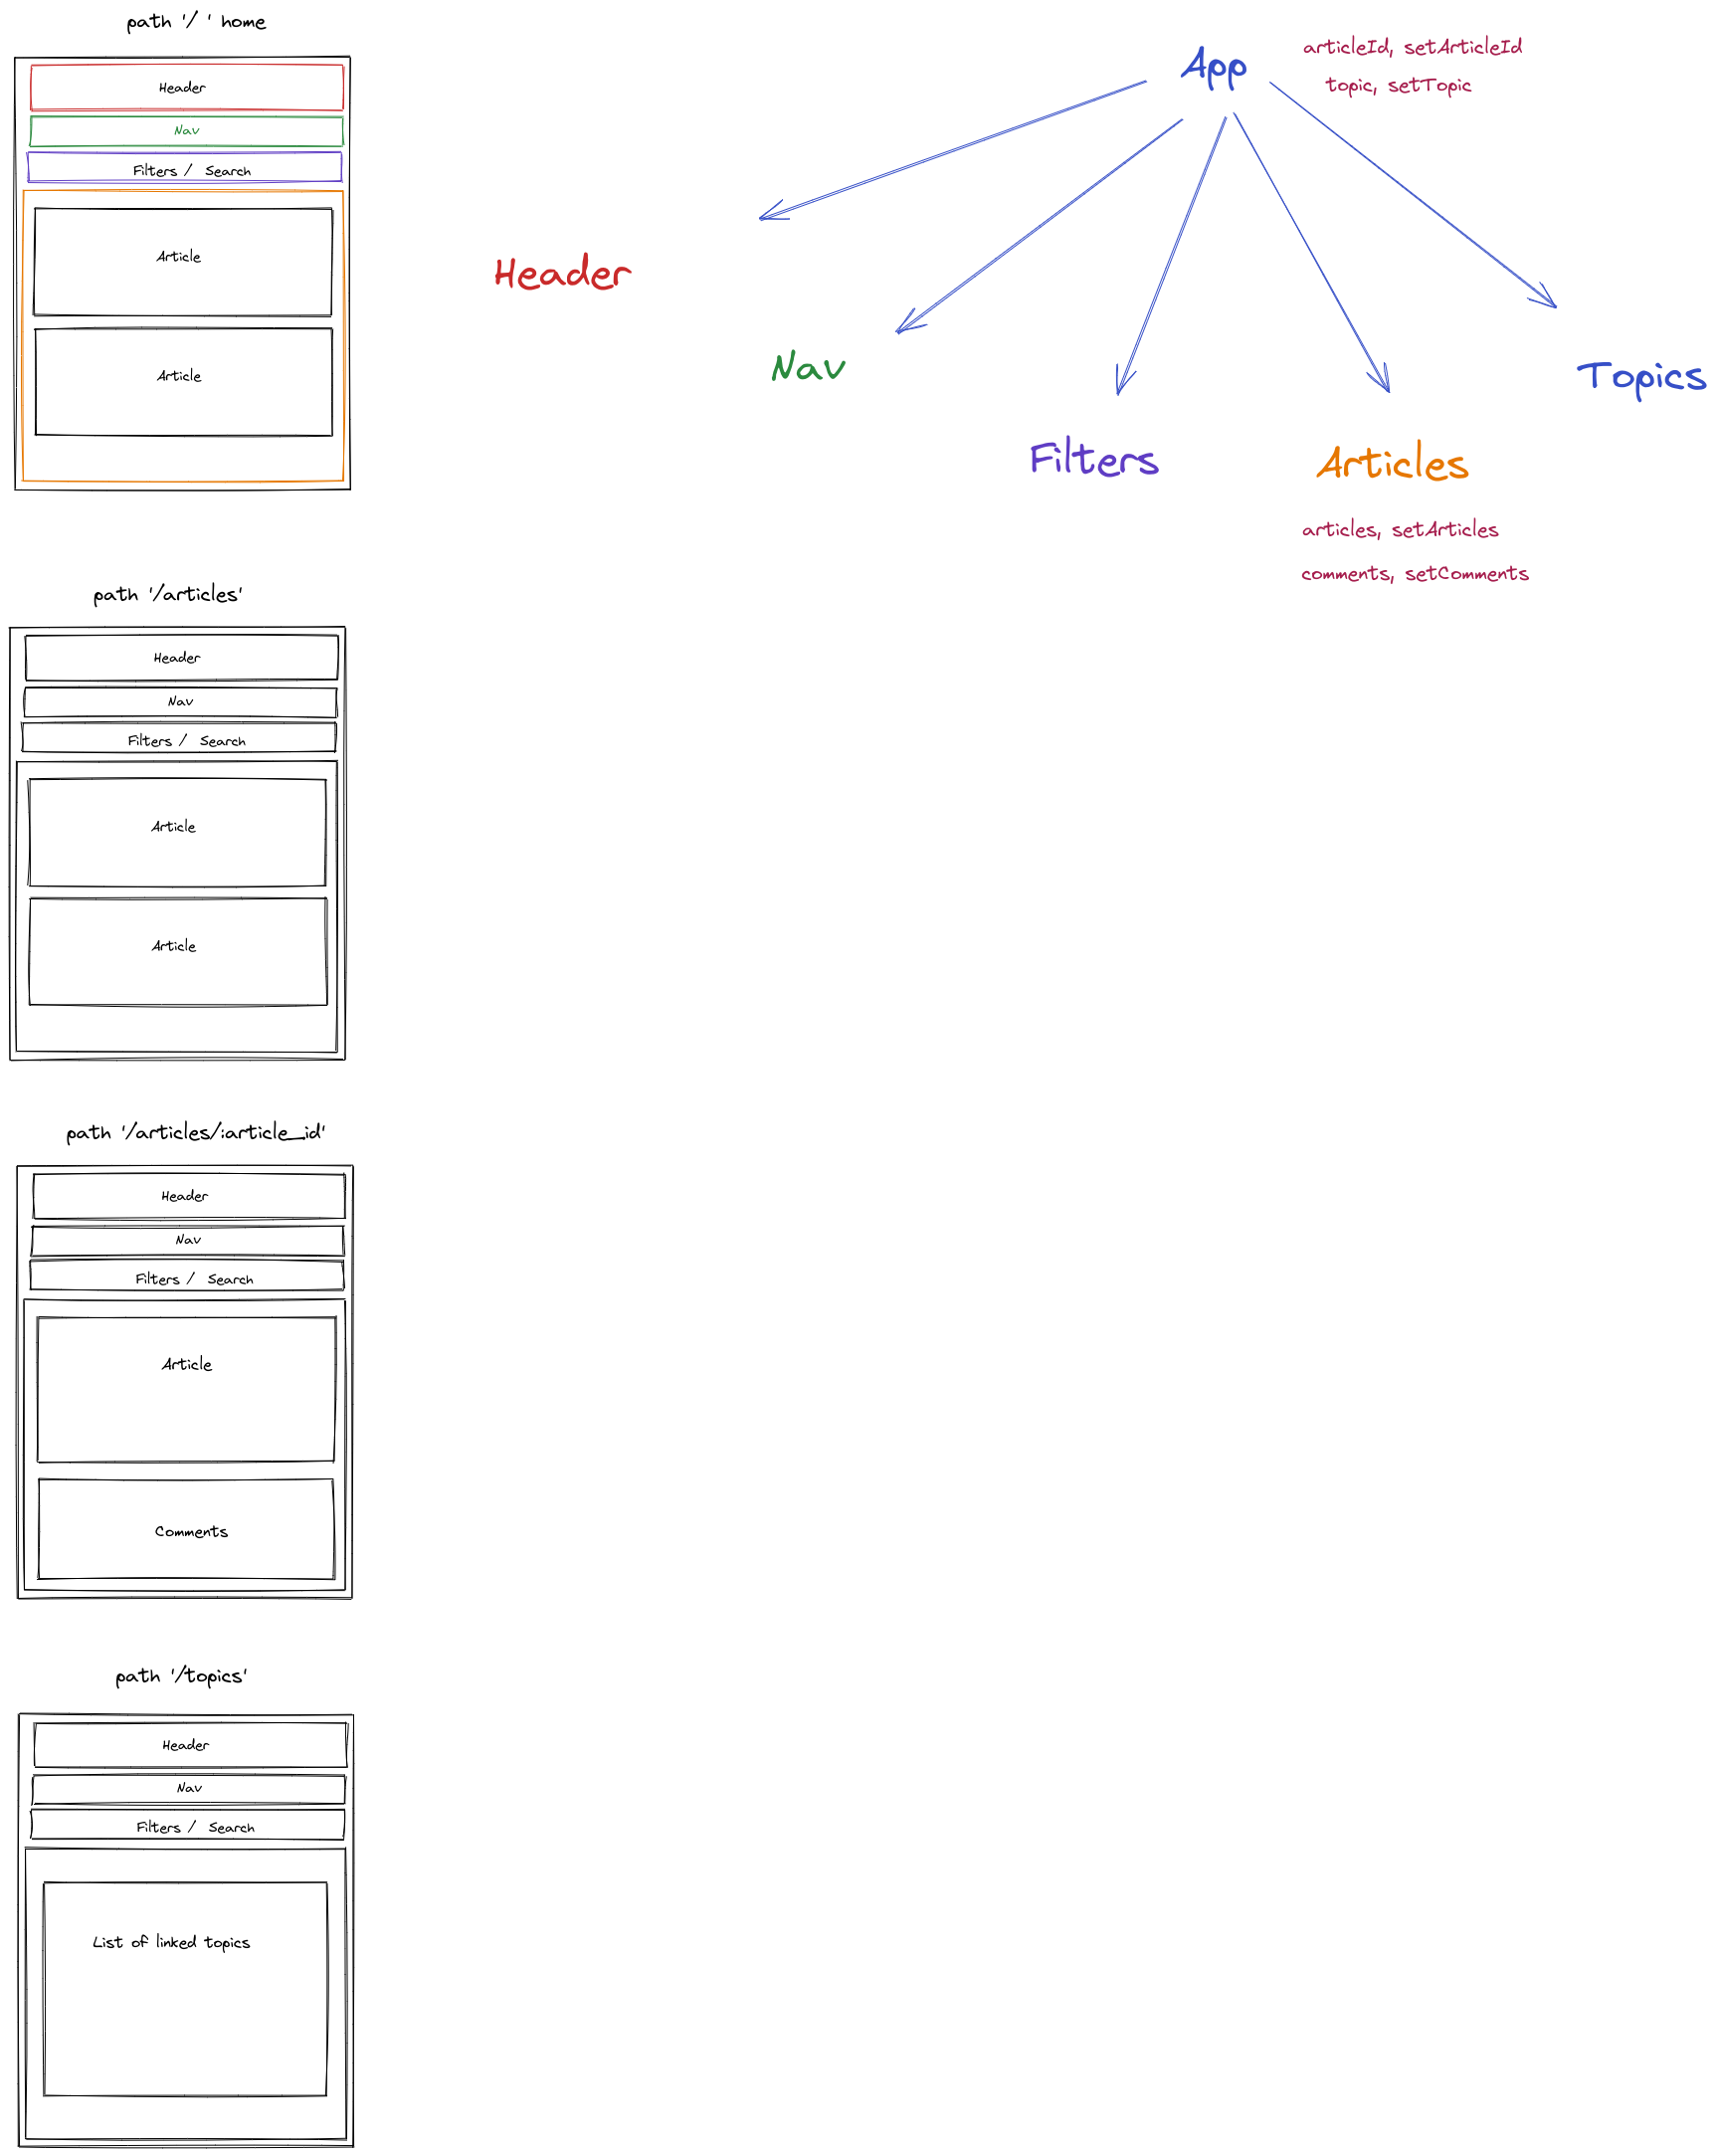 path '/ ' home
Header
Nav
Filters / Search
Article
Article
App
articleId, setArticleId
topic, setTopic
Header
Nav
Filters
Articles
Topics
articles, setArticles
comments, setComments
path '/articles'
Header
Nav
Filters / Search
Article
Article
path '/articles/:article_id'
Header
Nav
Filters / Search
Article
Comments
path '/topics'
Header
Nav
Filters / Search
List of linked topics